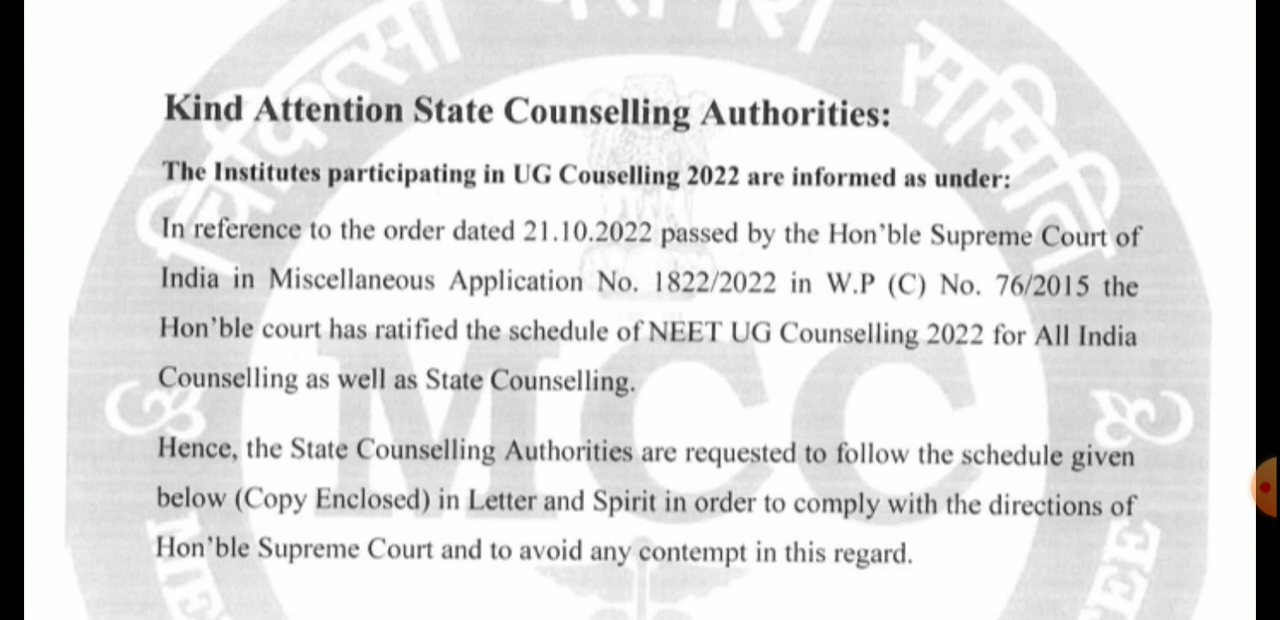 चिकित्सा परामर्श समिति
Kind Attention State Counselling Authorities:
The Institutes participating in UG Couselling 2022 are informed as under:
In reference to the order dated 21.10.2022 passed by the Hon’ble Supreme Court of
India in Miscellaneous Application No. 1822/2022 in W.P (C) No. 76/2015 the
Hon’ble court has ratified the schedule of NEET UG Counselling 2022 for All India
Counselling as well as State Counselling.
MCC
Hence, the State Counselling Authorities are requested to follow the schedule given
below (Copy Enclosed) in Letter and Spirit in order to comply with the directions of
Hon’ble Supreme Court and to avoid any contempt in this regard.